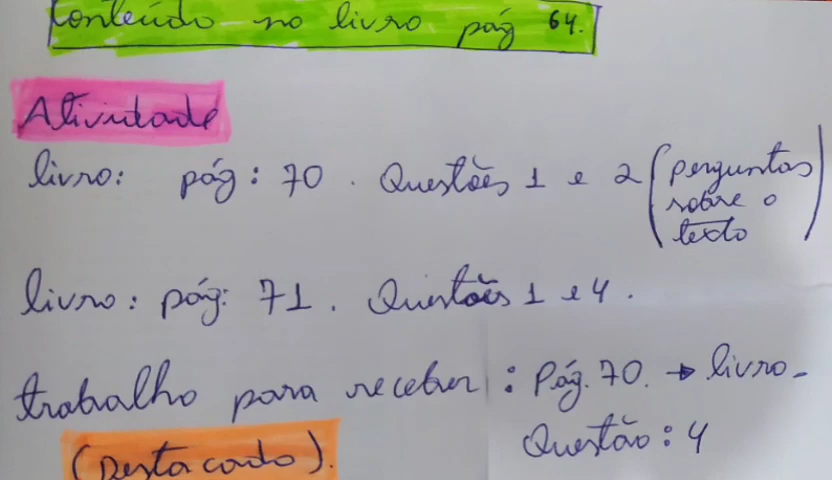 Conteúdo no livro pág 64.
Atividade
livro: pág: 70. Questões 1 e 2 (perguntas
sobre o
texto)
livro: pág: 71. Questões 1 e 4.
trabalho para receber: Pág. 70. → livro-
(Destacado). Questão: 4